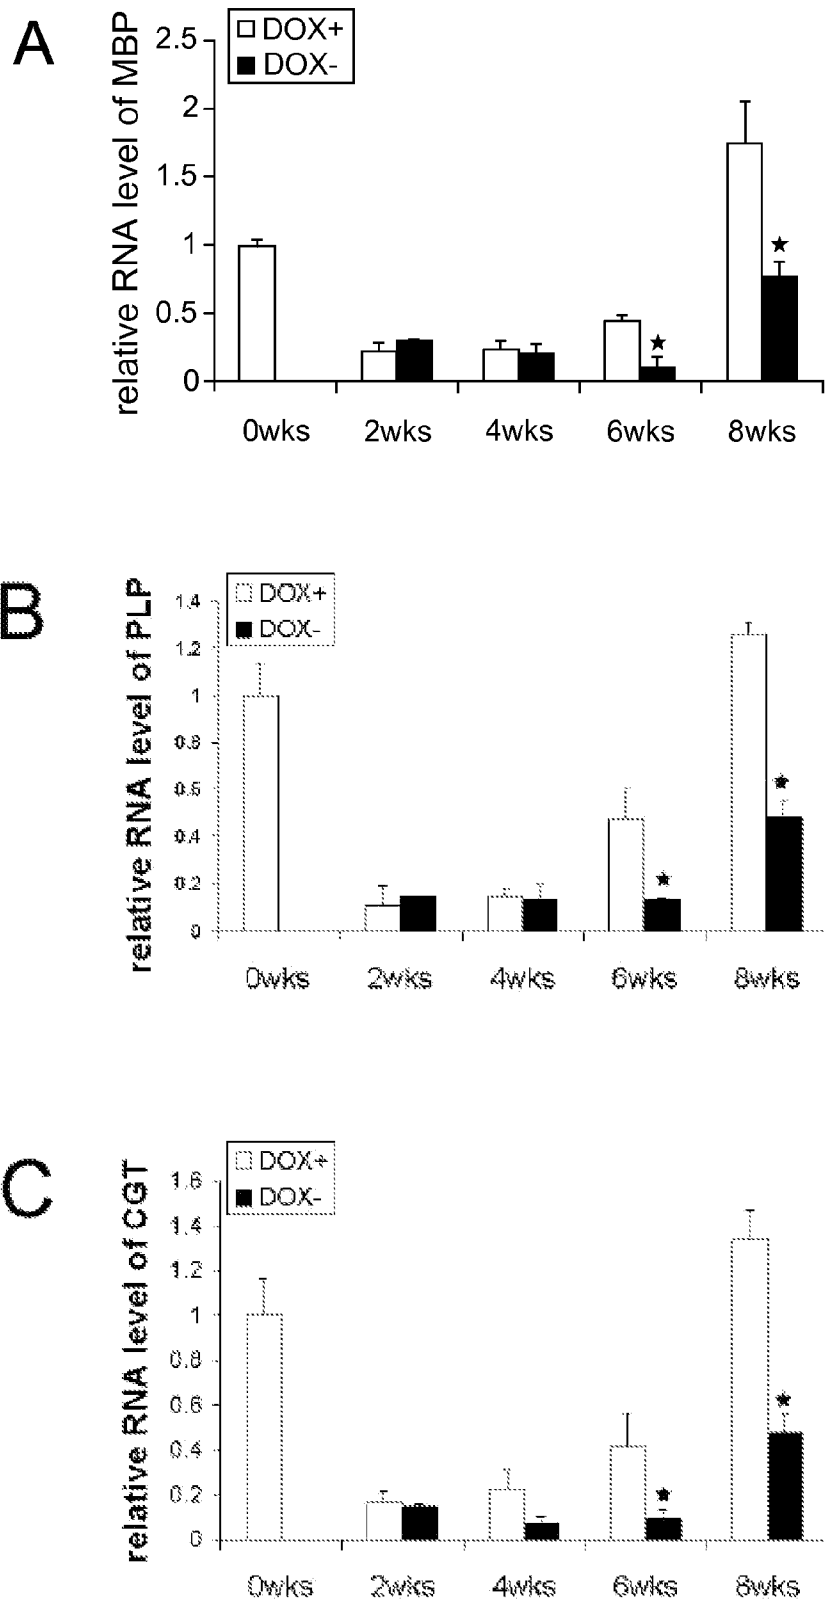 A
relative RNA level of MBP
DOX+
DOX-
2.5
2
1.5
1
0.5
0
0wks 2wks 4wks 6wks 8wks
B
relative RNA level of PLP
DOX+
DOX-
1.4
1.2
1
0.8
0.6
0.4
0.2
0
0wks 2wks 4wks 6wks 8wks
C
relative RNA level of CGT
DOX+
DOX-
1.6
1.4
1.2
1
0.8
0.6
0.4
0.2
0
0wks 2wks 4wks 6wks 8wks